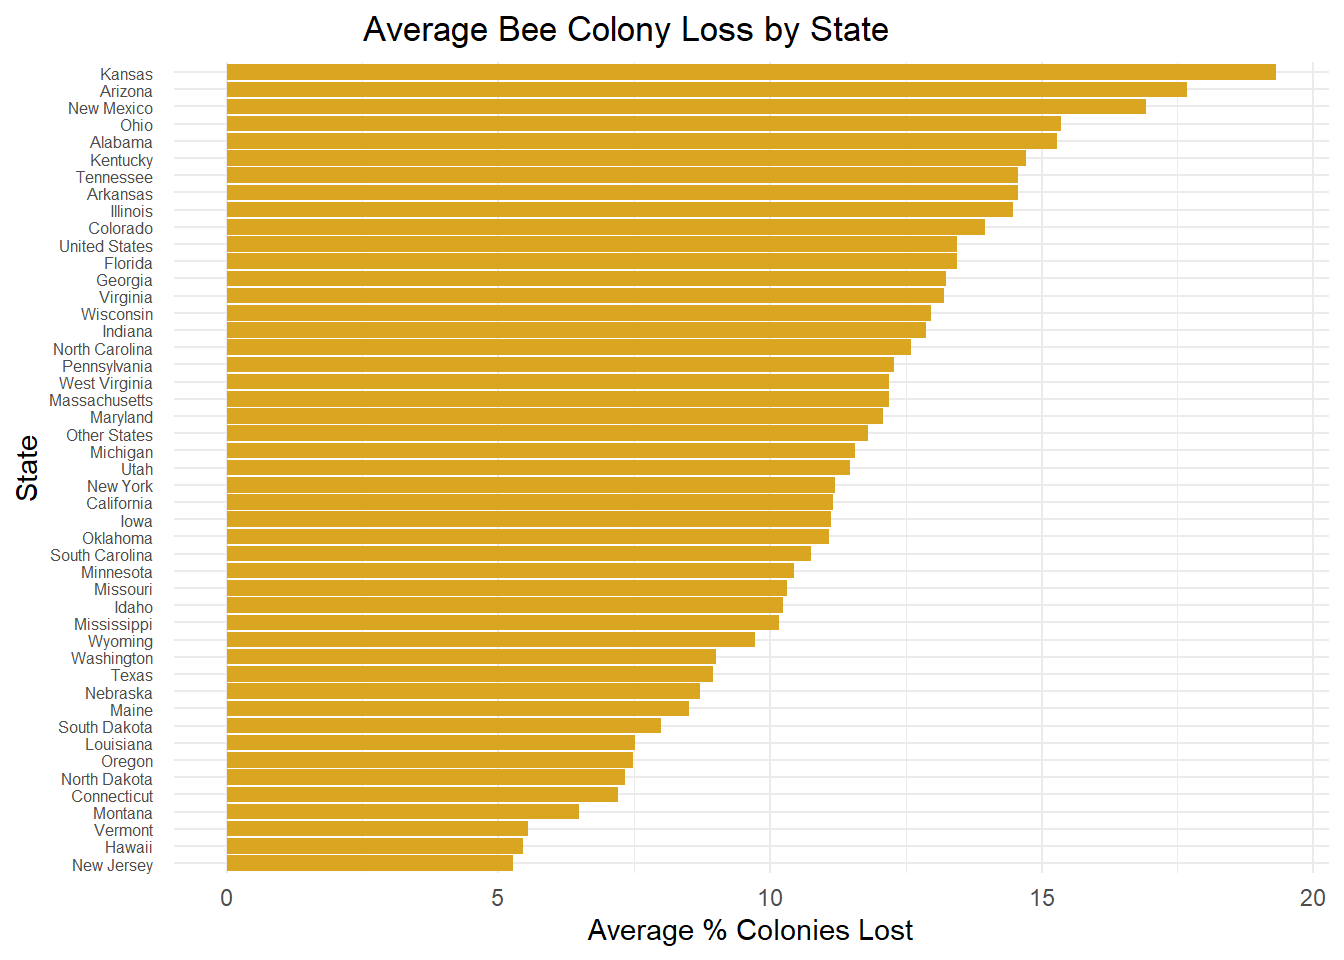 Average Bee Colony Loss by State
Kansas
Arizona
New Mexico
Ohio
Alabama
Kentucky
Tennessee
Arkansas
Illinois
Colorado
United States
Florida
Georgia
Virginia
Wisconsin
Indiana
North Carolina
Pennsylvania
West Virginia
Massachusetts
Maryland
Other States
Michigan
Utah
New York
California
Iowa
Oklahoma
South Carolina
Minnesota
Missouri
Idaho
Mississippi
Wyoming
Washington
Texas
Nebraska
Maine
South Dakota
Louisiana
Oregon
North Dakota
Connecticut
Montana
Vermont
Hawaii
New Jersey
State
0 5 10 15 20
Average % Colonies Lost